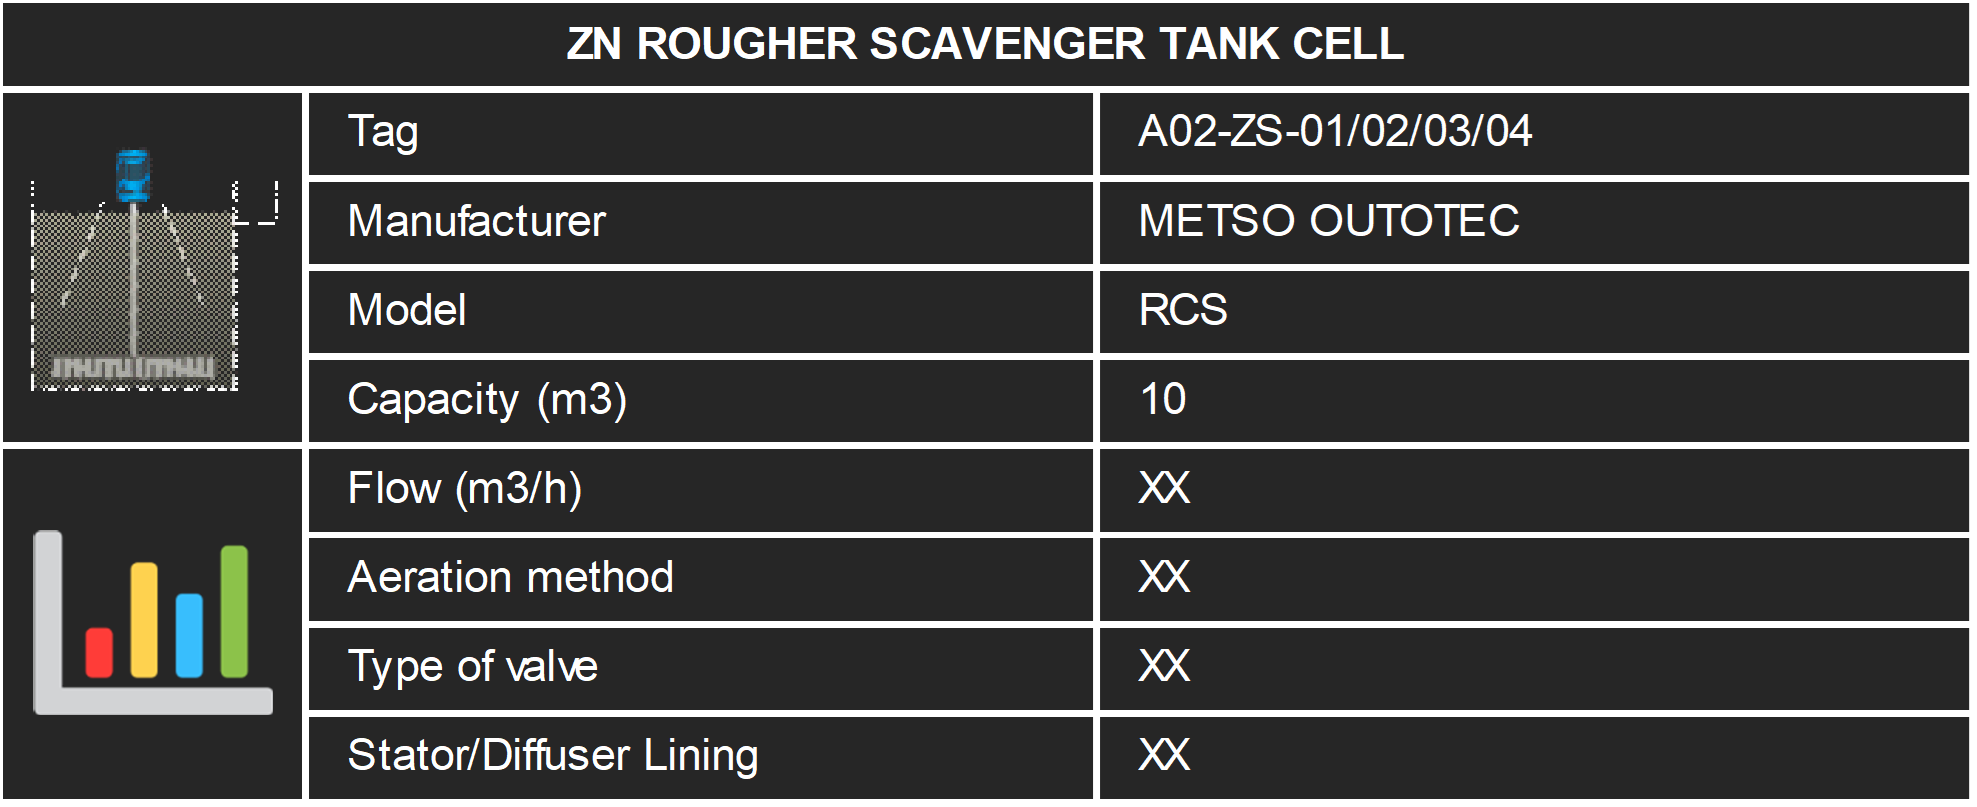 ZN ROUGHER SCAVENGER TANK CELL
Tag A02-ZS-01/02/03/04
Manufacturer METSO OUTOTEC
Model RCS
Capacity (m3) 10
Flow (m3/h) XX
Aeration method XX
Type of valve XX
Stator/Diffuser Lining XX